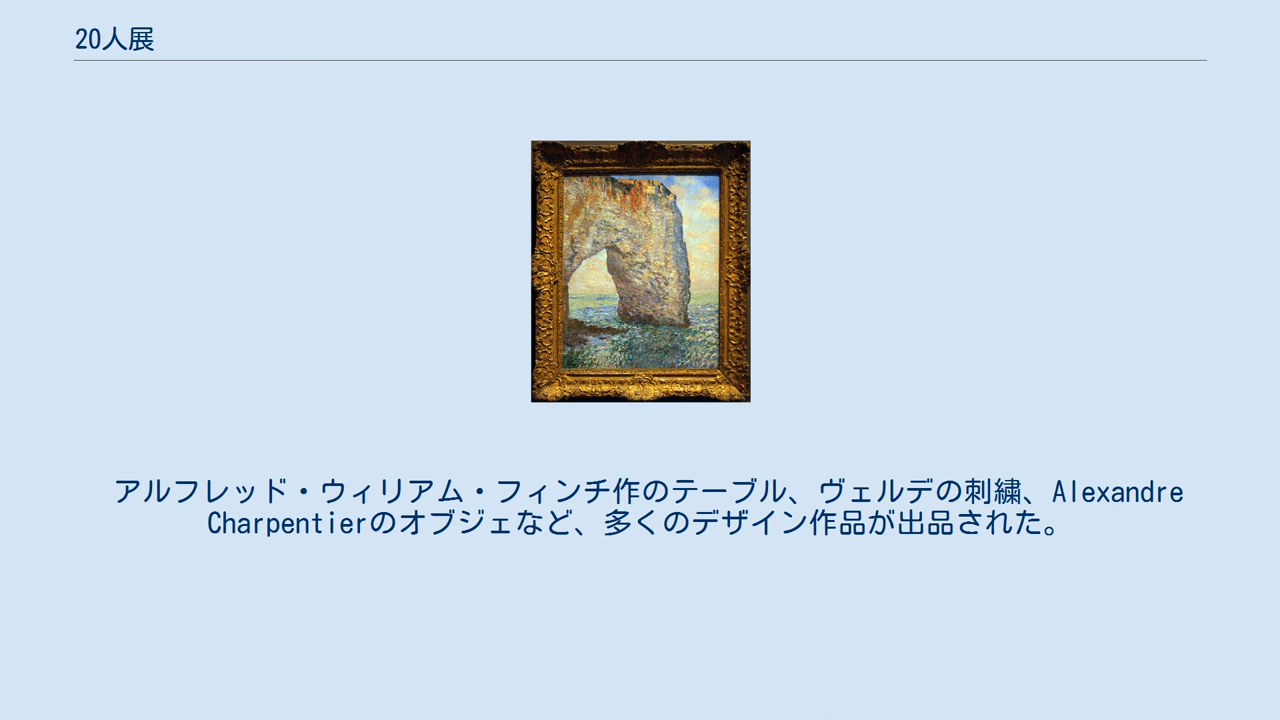 20人展
アルフレッド・ウィリアム・フィンチ作のテーブル、ヴェルデの刺繍、Alexandre
Charpentierのオブジェなど、多くのデザイン作品が出品された。